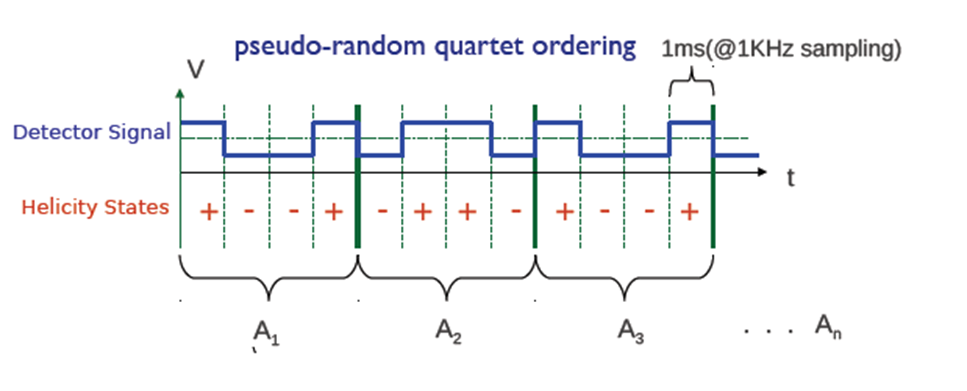 pseudo-random quartet ordering
1ms(@1KHz sampling)
V
Detector Signal
t
Helicity States + - - + - + + - + - - +
A₁ A₂ A₃ . . . Aₙ